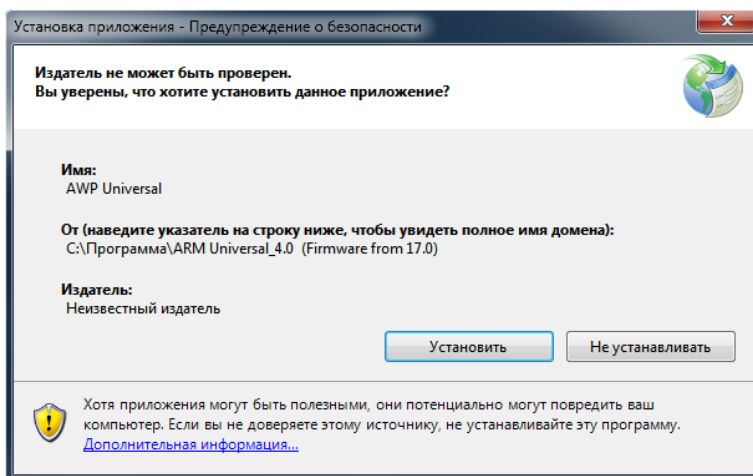 Установка приложения - Предупреждение о безопасности
Издатель не может быть проверен.
Вы уверены, что хотите установить данное приложение?
Имя:
AWP Universal
От (наведите указатель на строку ниже, чтобы увидеть полное имя домена):
C:\Программа\ARM Universal_4.0 (Firmware from 17.0)
Издатель:
Неизвестный издатель
Установить Не устанавливать
Хотя приложения могут быть полезными, они потенциально могут повредить ваш
компьютер. Если вы не доверяете этому источнику, не устанавливайте эту программу.
Дополнительная информация...